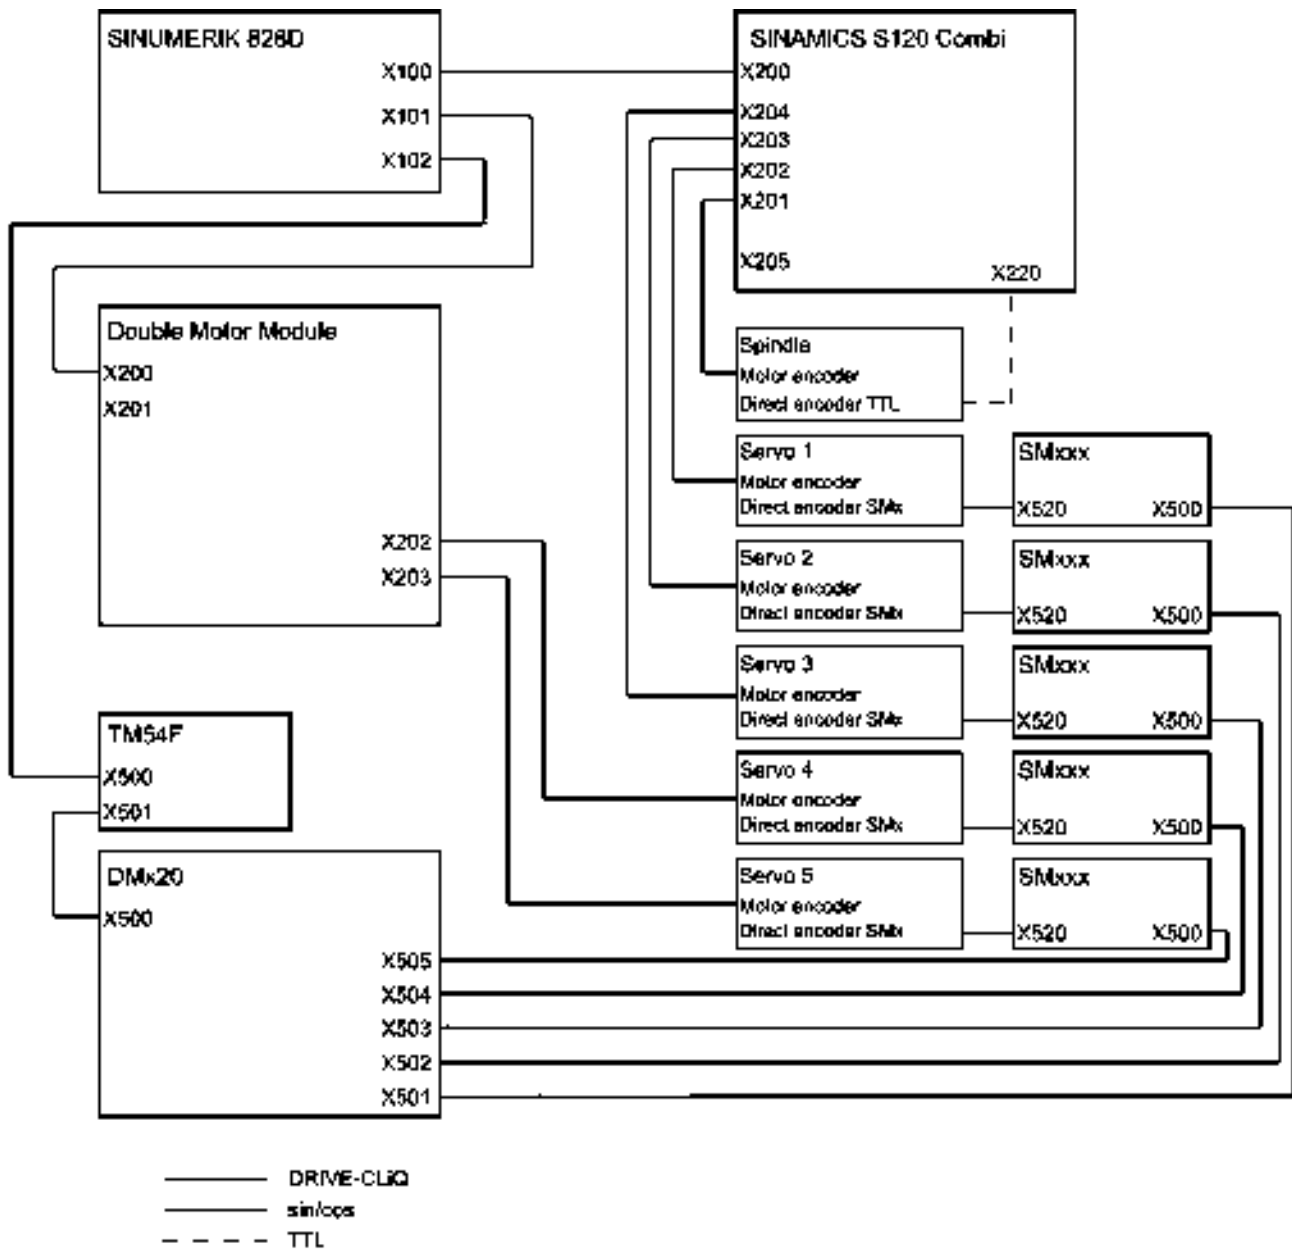 SINUMERIK 828D
X100
X101
X102
SINAMICS S120 Combi
X200
X204
X203
X202
X201
X205
X220
Double Motor Module
X200
X201
X202
X203
Spindle
Motor encoder
Direct encoder TTL
Servo 1
Motor encoder
Direct encoder SMx
SMxxx
X520 X500
Servo 2
Motor encoder
Direct encoder SMx
SMxxx
X520 X500
Servo 3
Motor encoder
Direct encoder SMx
SMxxx
X520 X500
Servo 4
Motor encoder
Direct encoder SMx
SMxxx
X520 X500
Servo 5
Motor encoder
Direct encoder SMx
SMxxx
X520 X500
TM54F
X500
X501
DMx20
X500
X505
X504
X503
X502
X501
DRIVE-CLiQ
sin/cos
TTL